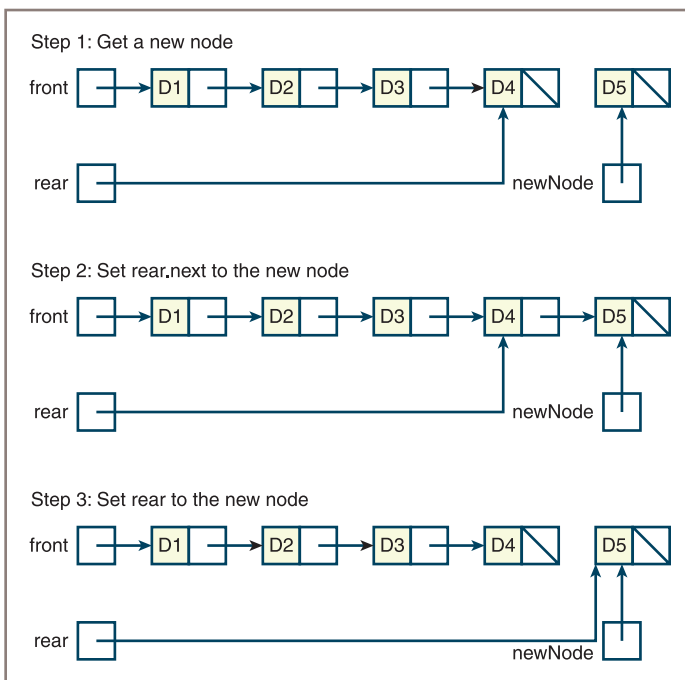 Step 1: Get a new node
front D1 D2 D3 D4 D5
rear newNode
Step 2: Set rear.next to the new node
front D1 D2 D3 D4 D5
rear newNode
Step 3: Set rear to the new node
front D1 D2 D3 D4 D5
rear newNode